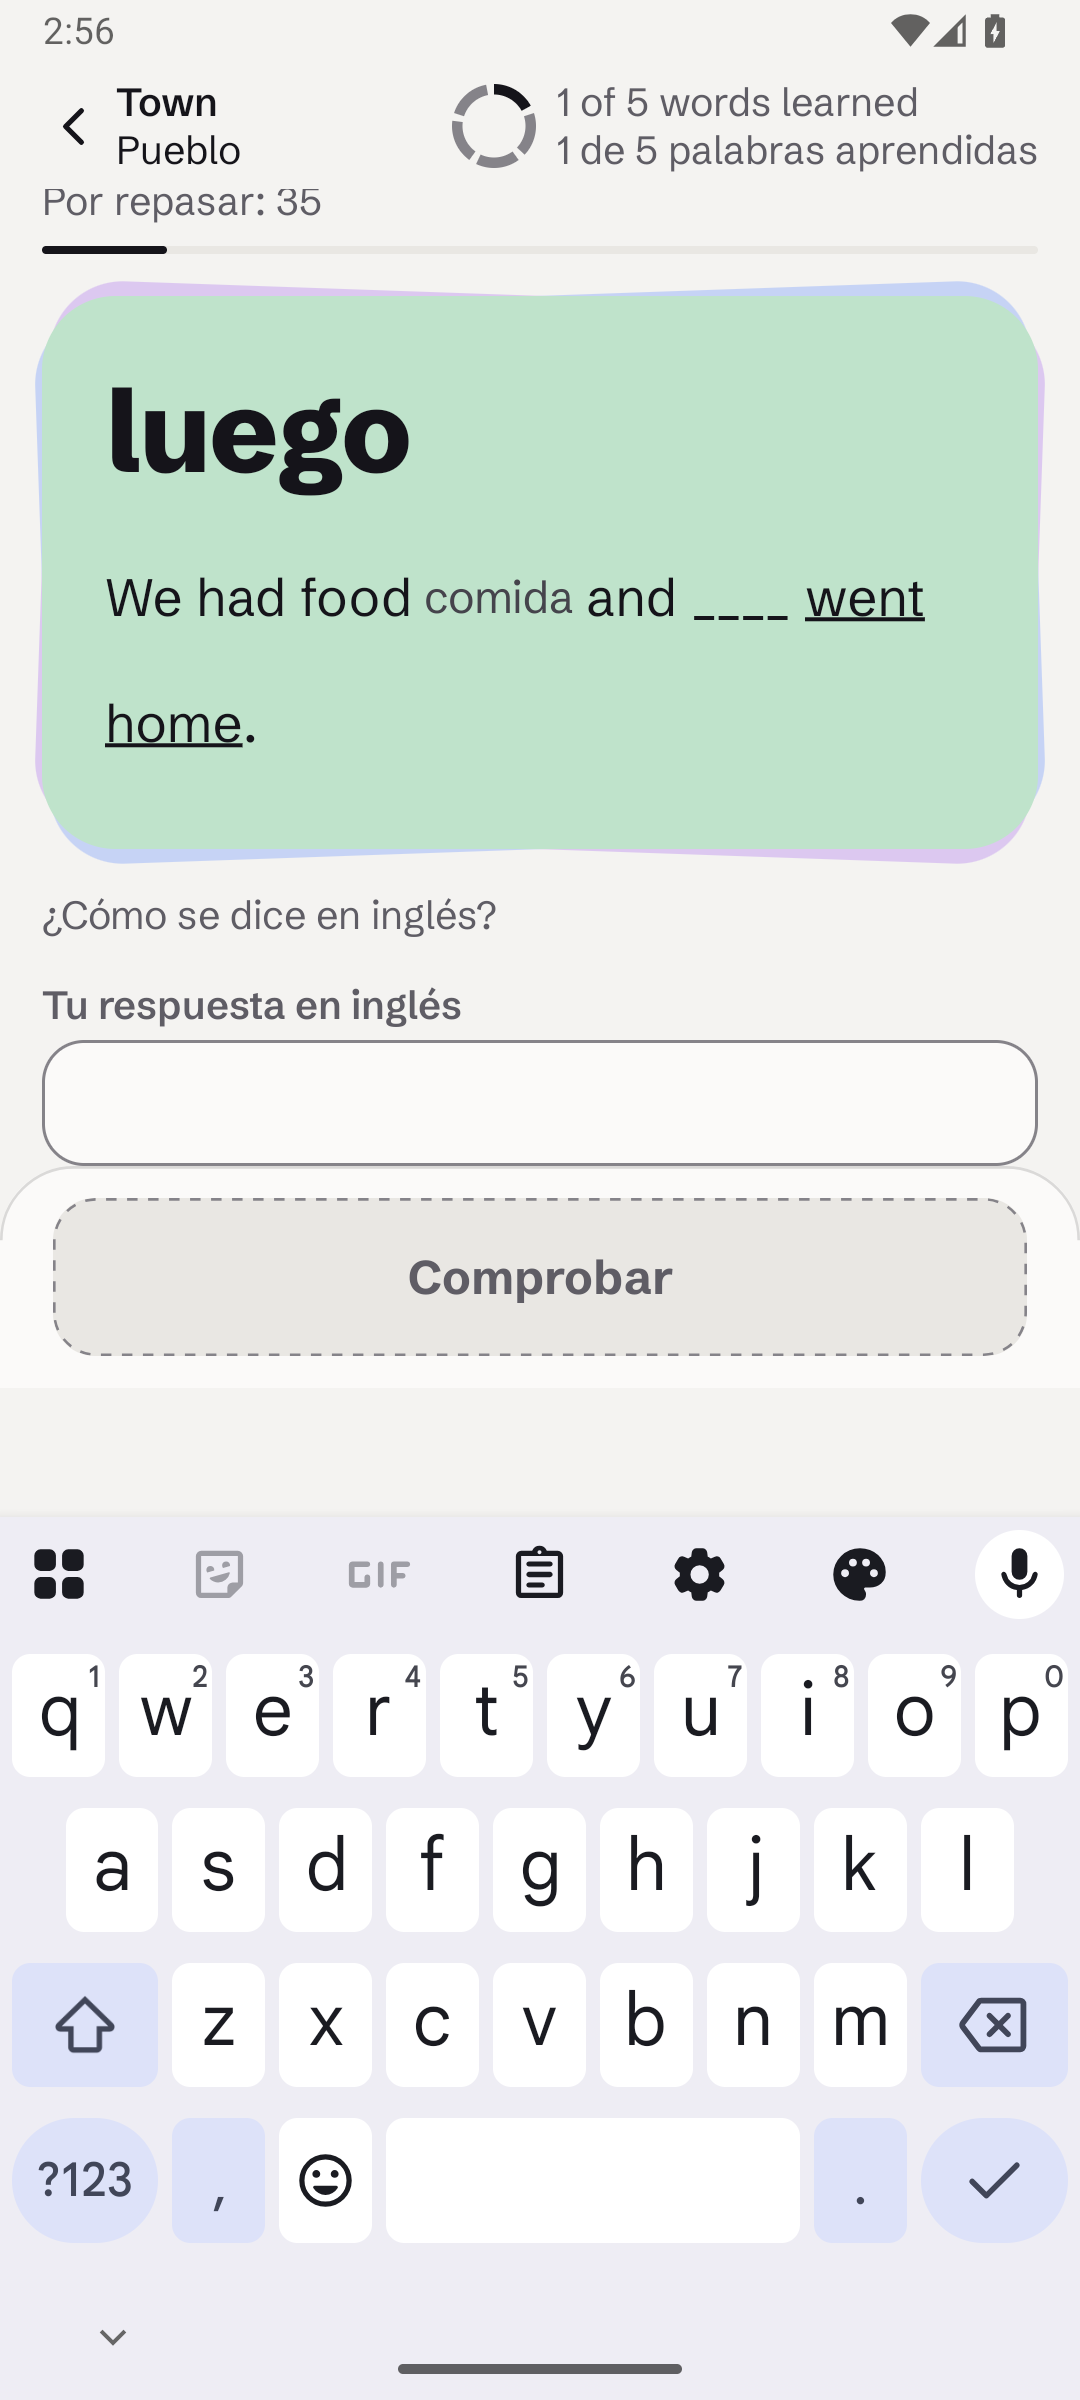 2:56
Town
Pueblo
1 of 5 words learned
1 de 5 palabras aprendidas
Por repasar: 35
luego
We had food comida and ____ went
home.
¿Cómo se dice en inglés?
Tu respuesta en inglés
Comprobar
GIF
q1 w2 e3 r4 t5 y6 u7 i8 o9 p0
a s d f g h j k l
z x c v b n m
?123 , .